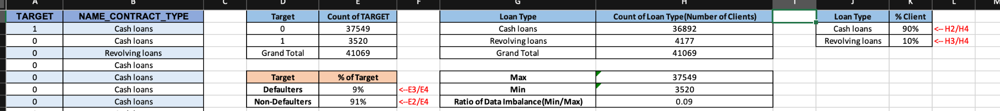 A B C D E F G H I J K L M
TARGET NAME_CONTRACT_TYPE Target Count of TARGET Loan Type Count of Loan Type(Number of Clients) Loan Type % Client
1 Cash loans 0 37549 Cash loans 36892 Cash loans 90% <-- H2/H4
0 Cash loans 1 3520 Revolving loans 4177 Revolving loans 10% <-- H3/H4
0 Revolving loans Grand Total 41069 Grand Total 41069
0 Cash loans
0 Cash loans Target % of Target Max 37549
0 Cash loans Defaulters 9% <--E3/E4 Min 3520
0 Cash loans Non-Defaulters 91% <--E2/E4 Ratio of Data Imbalance(Min/Max) 0.09